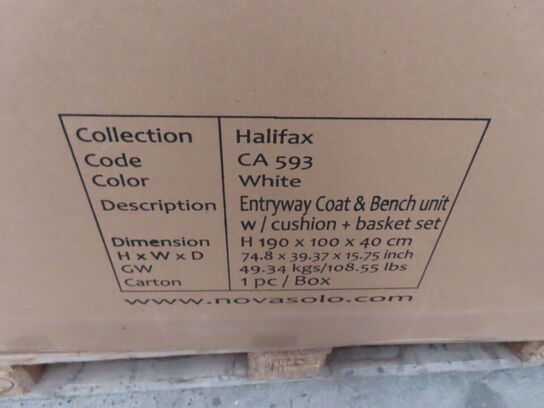 Collection Halifax
Code CA 593
Color White
Description Entryway Coat & Bench unit
w / cushion + basket set
Dimension H 190 x 100 x 40 cm
H x W x D 74.8 x 39.37 x 15.75 inch
GW 49.34 kgs/108.55 lbs
Carton 1 pc / Box
www.novasolo.com